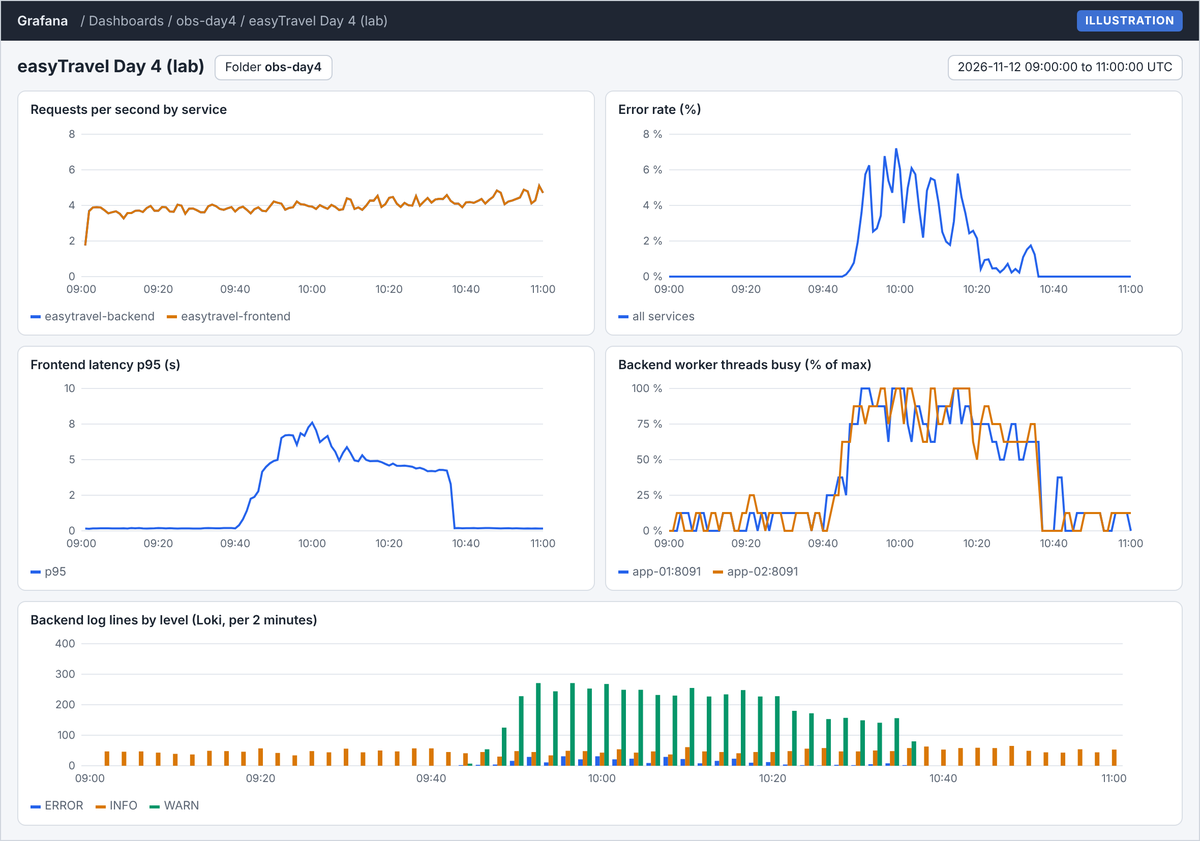 Grafana / Dashboards / obs-day4 / easyTravel Day 4 (lab) ILLUSTRATION
easyTravel Day 4 (lab) Folder obs-day4 2026-11-12 09:00:00 to 11:00:00 UTC
Requests per second by service
8
6
4
2
0
09:00 09:20 09:40 10:00 10:20 10:40 11:00
easytravel-backend easytravel-frontend
Error rate (%)
8 %
6 %
4 %
2 %
0 %
09:00 09:20 09:40 10:00 10:20 10:40 11:00
all services
Frontend latency p95 (s)
10
8
5
2
0
09:00 09:20 09:40 10:00 10:20 10:40 11:00
p95
Backend worker threads busy (% of max)
100 %
75 %
50 %
25 %
0 %
09:00 09:20 09:40 10:00 10:20 10:40 11:00
app-01:8091 app-02:8091
Backend log lines by level (Loki, per 2 minutes)
400
300
200
100
0
09:00 09:20 09:40 10:00 10:20 10:40 11:00
ERROR INFO WARN